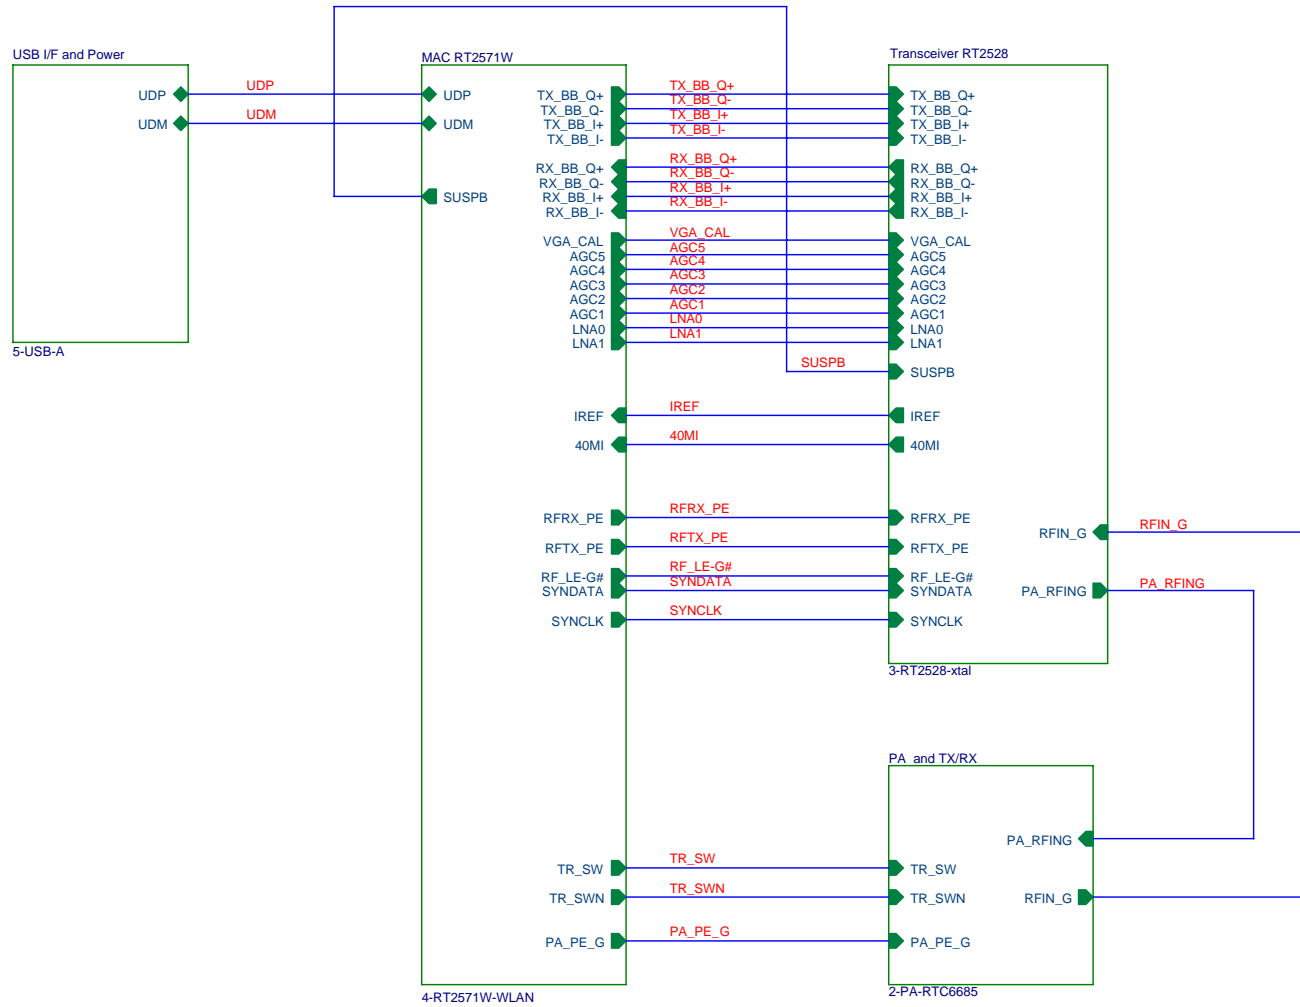 USB I/F and Power
UDP
UDM
5-USB-A
UDP
UDM
MAC RT2571W
UDP
UDM
SUSPB
TX_BB_Q+
TX_BB_Q-
TX_BB_I+
TX_BB_I-
RX_BB_Q+
RX_BB_Q-
RX_BB_I+
RX_BB_I-
VGA_CAL
AGC5
AGC4
AGC3
AGC2
AGC1
LNA0
LNA1
IREF
40MI
RFRX_PE
RFTX_PE
RF_LE-G#
SYNDATA
SYNCLK
TR_SW
TR_SWN
PA_PE_G
4-RT2571W-WLAN
TX_BB_Q+
TX_BB_Q-
TX_BB_I+
TX_BB_I-
RX_BB_Q+
RX_BB_Q-
RX_BB_I+
RX_BB_I-
VGA_CAL
AGC5
AGC4
AGC3
AGC2
AGC1
LNA0
LNA1
SUSPB
IREF
40MI
RFRX_PE
RFTX_PE
RF_LE-G#
SYNDATA
SYNCLK
TR_SW
TR_SWN
PA_PE_G
Transceiver RT2528
TX_BB_Q+
TX_BB_Q-
TX_BB_I+
TX_BB_I-
RX_BB_Q+
RX_BB_Q-
RX_BB_I+
RX_BB_I-
VGA_CAL
AGC5
AGC4
AGC3
AGC2
AGC1
LNA0
LNA1
SUSPB
IREF
40MI
RFRX_PE
RFTX_PE
RF_LE-G#
SYNDATA
SYNCLK
RFIN_G
PA_RFING
3-RT2528-xtal
RFIN_G
PA_RFING
PA and TX/RX
PA_RFING
TR_SW
TR_SWN
RFIN_G
PA_PE_G
2-PA-RTC6685